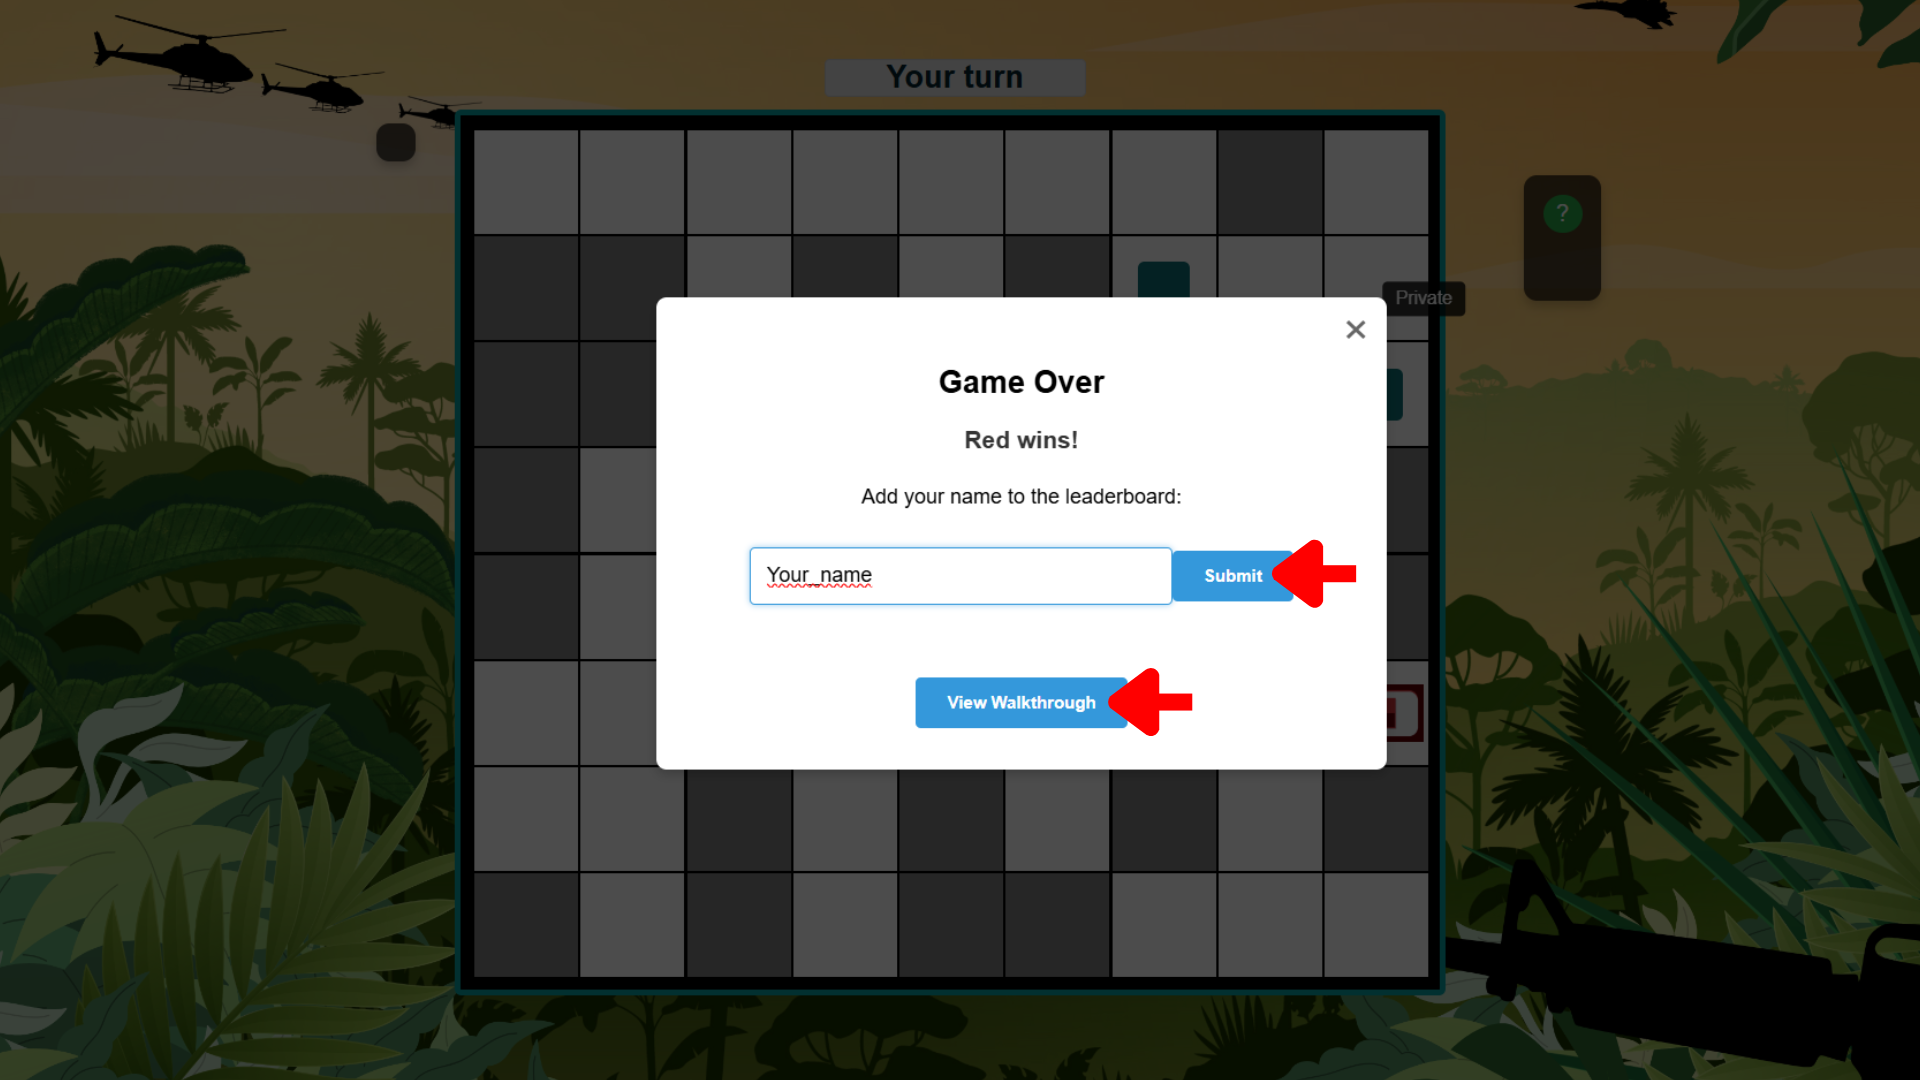 Your turn
?
Private
×
Game Over
Red wins!
Add your name to the leaderboard:
Your_name
Submit
View Walkthrough